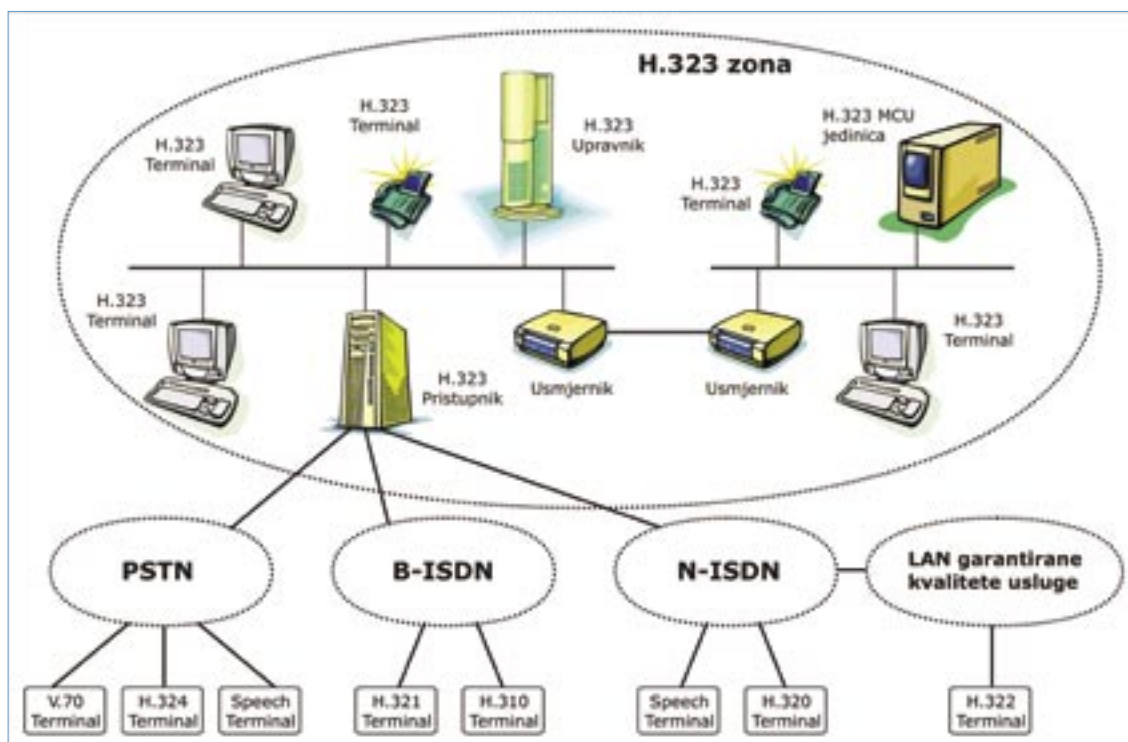 H.323 zona
H.323
Terminal
H.323
Terminal
H.323
Upravnik
H.323
Terminal
H.323 MCU
jedinica
H.323
Terminal
H.323
Pristupnik
Usmjernik
Usmjernik
H.323
Terminal
PSTN
B-ISDN
N-ISDN
LAN garantirane
kvalitete usluge
V.70
Terminal
H.324
Terminal
Speech
Terminal
H.321
Terminal
H.310
Terminal
Speech
Terminal
H.320
Terminal
H.322
Terminal